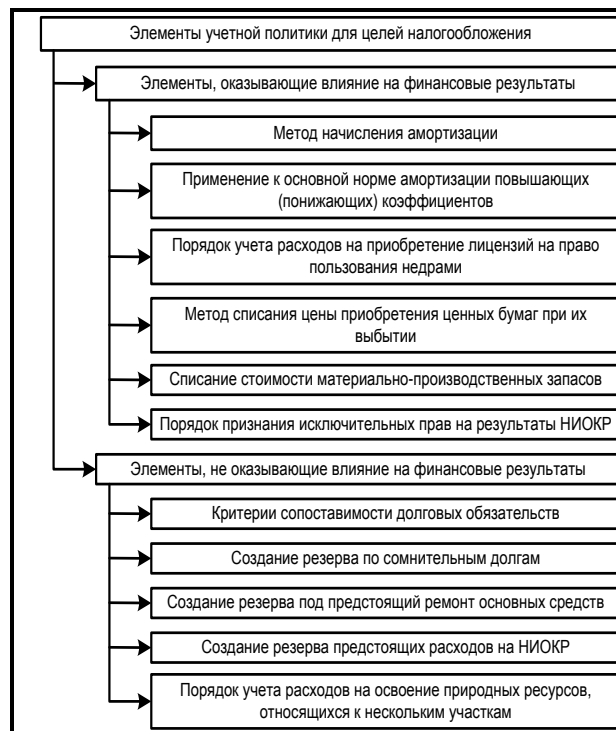 Элементы учетной политики для целей налогообложения
Элементы, оказывающие влияние на финансовые результаты
Метод начисления амортизации
Применение к основной норме амортизации повышающих
(понижающих) коэффициентов
Порядок учета расходов на приобретение лицензий на право
пользования недрами
Метод списания цены приобретения ценных бумаг при их
выбытии
Списание стоимости материально-производственных запасов
Порядок признания исключительных прав на результаты НИОКР
Элементы, не оказывающие влияние на финансовые результаты
Критерии сопоставимости долговых обязательств
Создание резерва по сомнительным долгам
Создание резерва под предстоящий ремонт основных средств
Создание резерва предстоящих расходов на НИОКР
Порядок учета расходов на освоение природных ресурсов,
относящихся к нескольким участкам